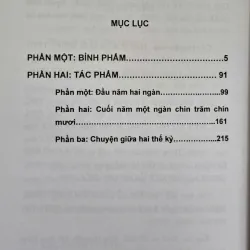 MỤC LỤC
PHẦN MỘT: BÌNH PHẨM.............................5
PHẦN HAI: TÁC PHẨM............................ 91
Phần một: Đầu năm hai ngàn.......................99
Phần hai: Cuối năm một ngàn chín trăm chín
mươi.............................................161
Phần ba: Chuyện giữa hai thế kỷ..............215